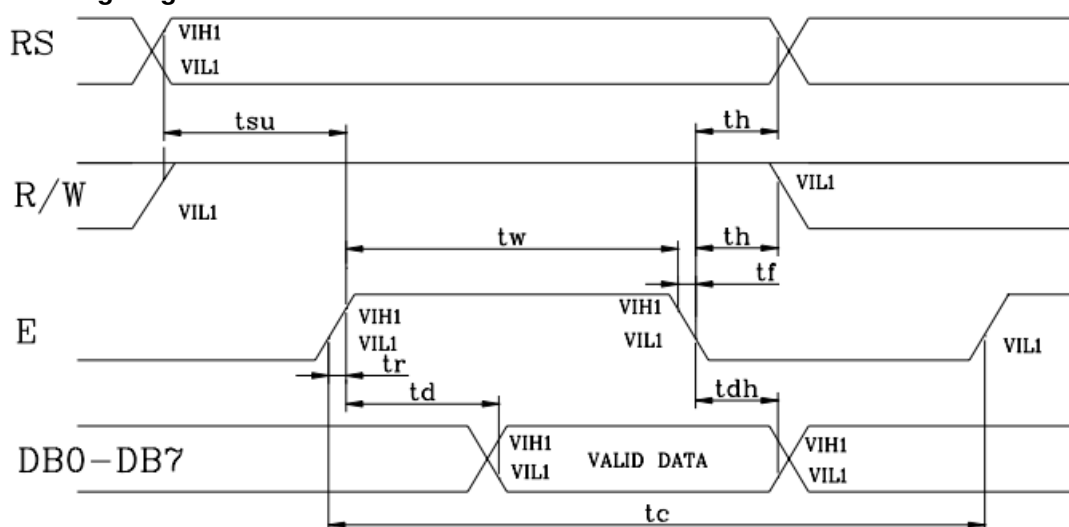 RS VIH1
VIL1
tsu th
R/W VIL1
VIL1
tw th
tf
E VIH1 VIH1
VIL1 VIL1 VIL1
tr
td tdh
DB0-DB7 VIH1 VALID DATA VIH1
VIL1 VIL1
tc